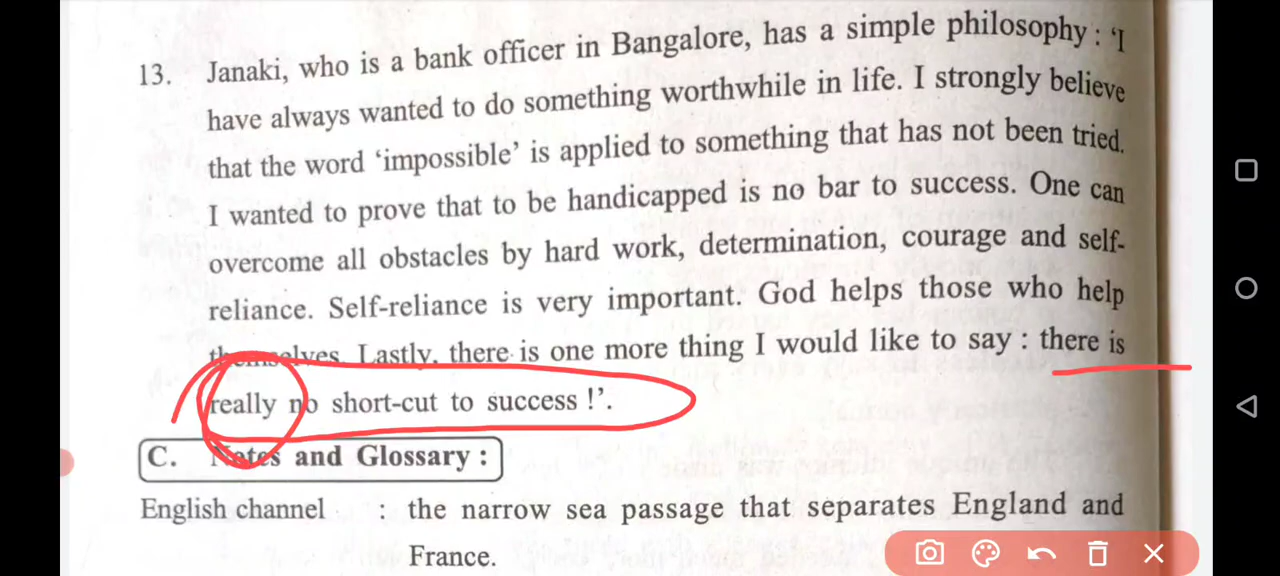 13. Janaki, who is a bank officer in Bangalore, has a simple philosophy : 'I
have always wanted to do something worthwhile in life. I strongly believe
that the word 'impossible' is applied to something that has not been tried.
I wanted to prove that to be handicapped is no bar to success. One can
overcome all obstacles by hard work, determination, courage and self-
reliance. Self-reliance is very important. God helps those who help
themselves. Lastly, there is one more thing I would like to say : there is
really no short-cut to success !'.
C. Notes and Glossary :
English channel : the narrow sea passage that separates England and
France.